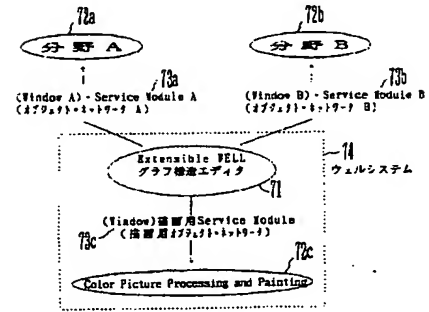 72a
72b
分野 A
分野 B
73a
73b
(Window A)・Service Module A
(オブジェクト・ネットワーク A)
(Window B)・Service Module B
(オブジェクト・ネットワーク B)
74
ウェルシステム
Extensible WELL
グラフ構造エディタ
71
(Window)描画用Service Module
(描画用オブジェクト・ネットワーク)
73c
72c
Color Picture Processing and Painting